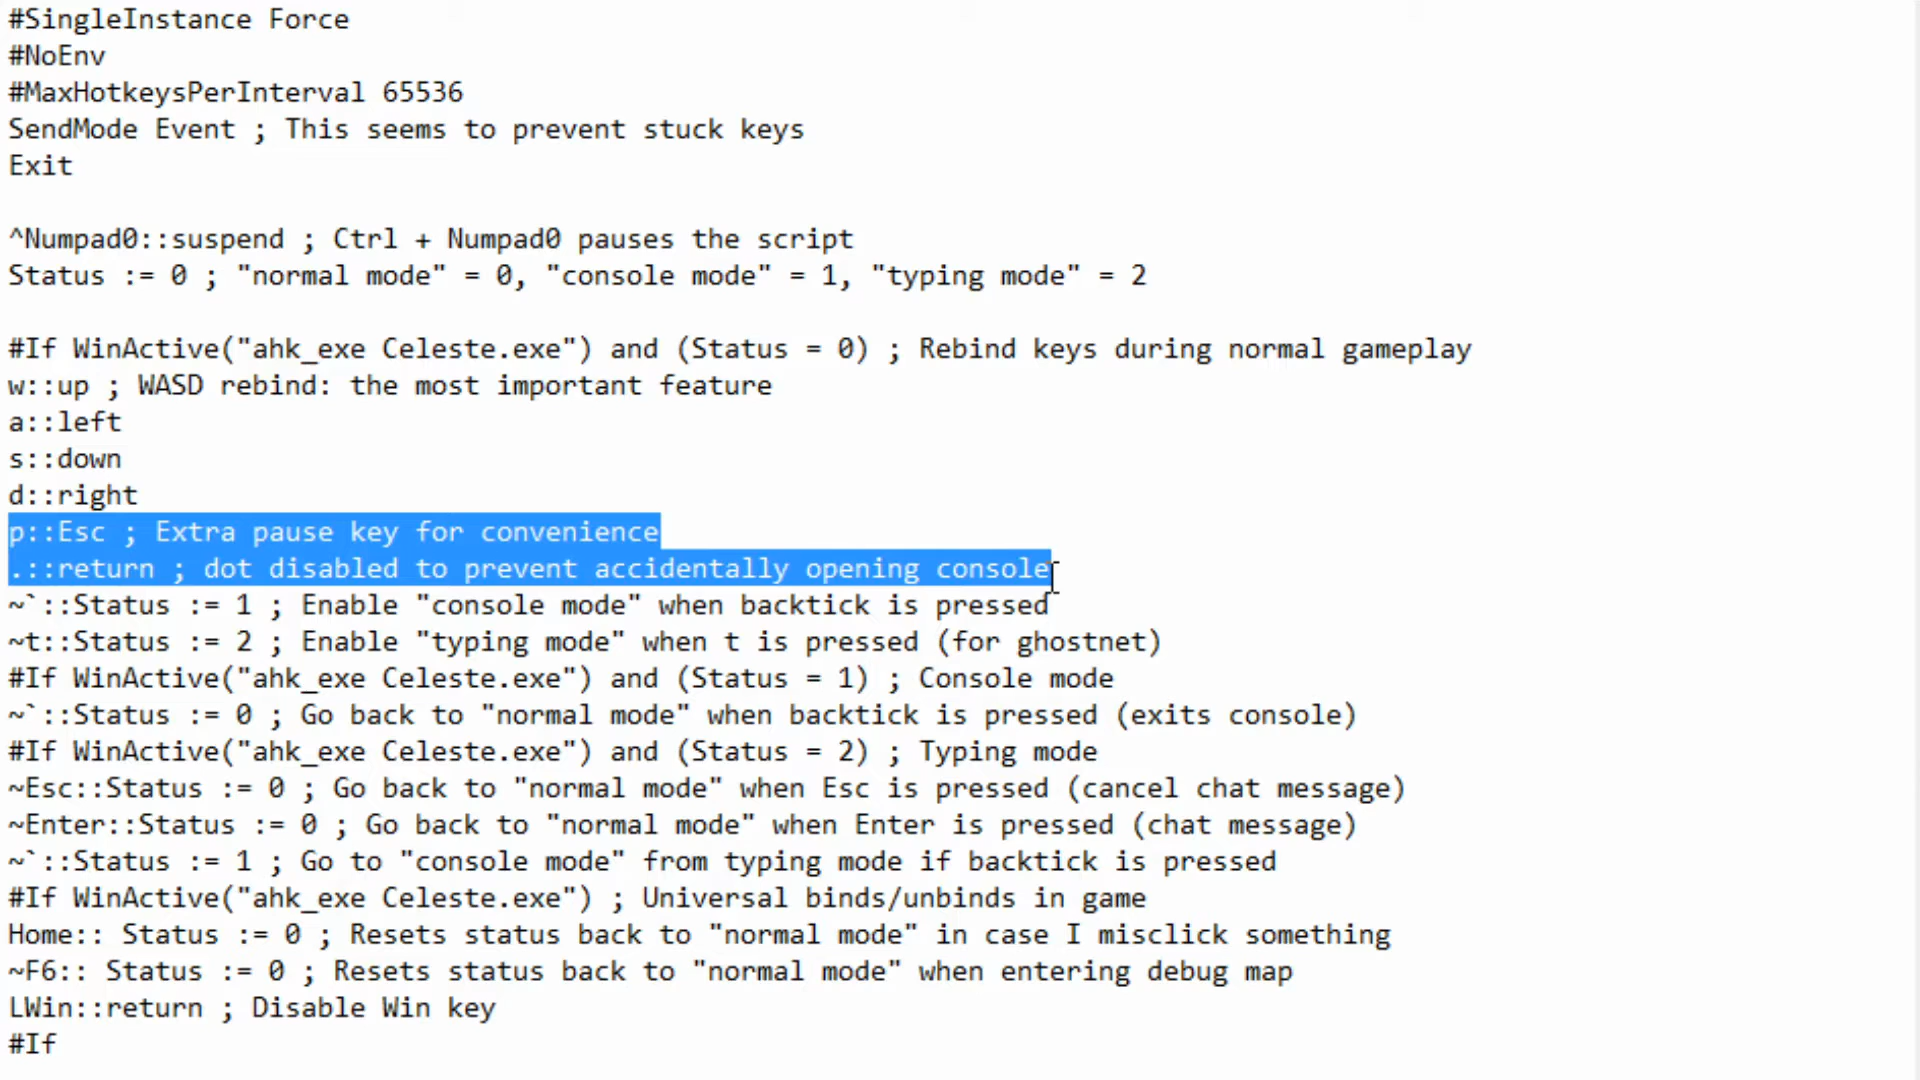 #SingleInstance Force
#NoEnv
#MaxHotkeysPerInterval 65536
SendMode Event ; This seems to prevent stuck keys
Exit
^Numpad0::suspend ; Ctrl + Numpad0 pauses the script
Status := 0 ; "normal mode" = 0, "console mode" = 1, "typing mode" = 2
#If WinActive("ahk_exe Celeste.exe") and (Status = 0) ; Rebind keys during normal gameplay
w::up ; WASD rebind: the most important feature
a::left
s::down
d::right
p::Esc ; Extra pause key for convenience
.::return ; dot disabled to prevent accidentally opening console
~`::Status := 1 ; Enable "console mode" when backtick is pressed
~t::Status := 2 ; Enable "typing mode" when t is pressed (for ghostnet)
#If WinActive("ahk_exe Celeste.exe") and (Status = 1) ; Console mode
~`::Status := 0 ; Go back to "normal mode" when backtick is pressed (exits console)
#If WinActive("ahk_exe Celeste.exe") and (Status = 2) ; Typing mode
~Esc::Status := 0 ; Go back to "normal mode" when Esc is pressed (cancel chat message)
~Enter::Status := 0 ; Go back to "normal mode" when Enter is pressed (chat message)
~`::Status := 1 ; Go to "console mode" from typing mode if backtick is pressed
#If WinActive("ahk_exe Celeste.exe") ; Universal binds/unbinds in game
Home:: Status := 0 ; Resets status back to "normal mode" in case I misclick something
~F6:: Status := 0 ; Resets status back to "normal mode" when entering debug map
LWin::return ; Disable Win key
#If